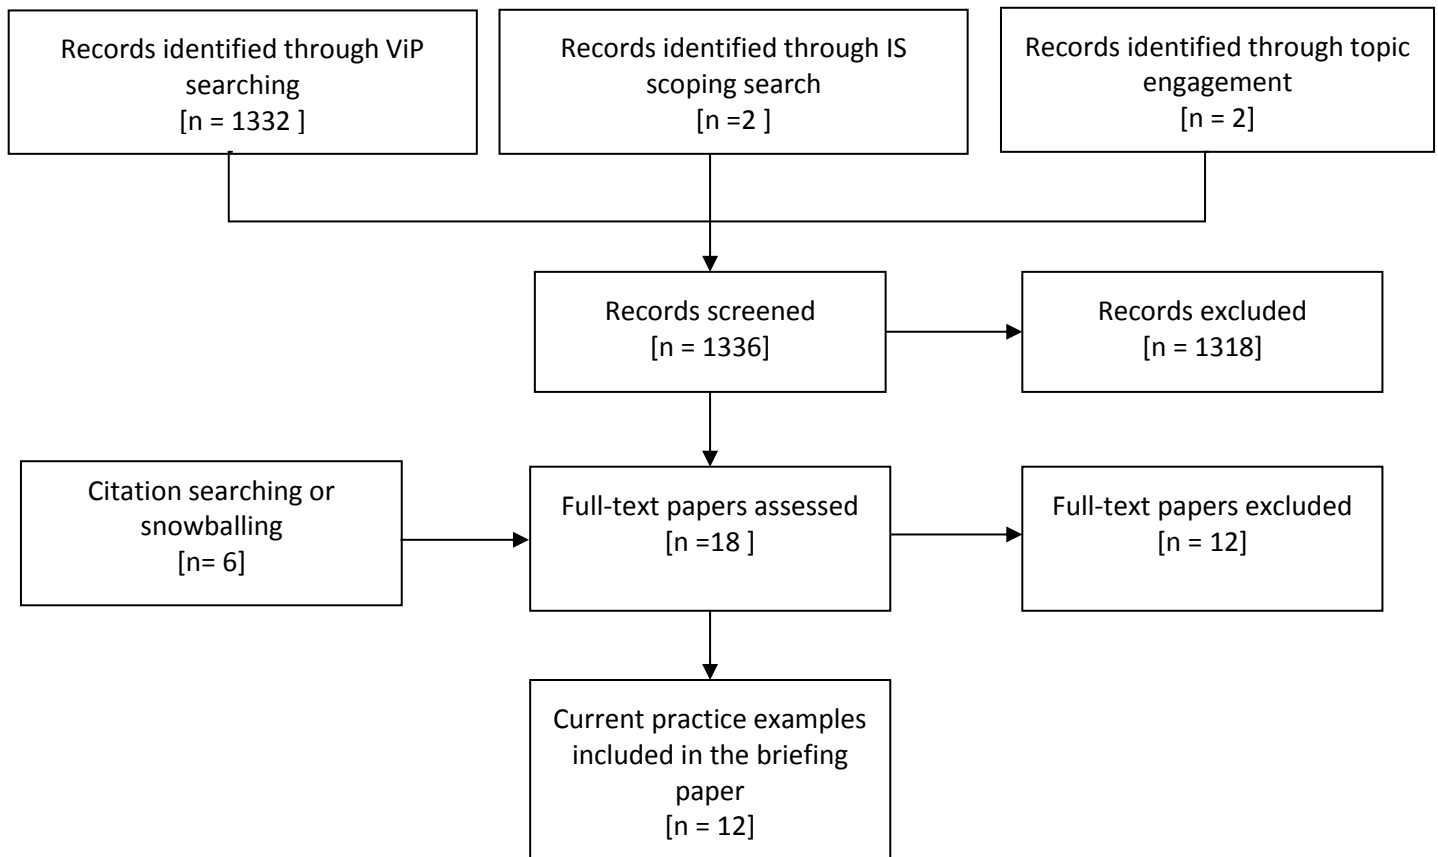 Records identified through ViP
searching
[n = 1332 ]
Records identified through IS
scoping search
[n =2 ]
Records identified through topic
engagement
[n = 2]
Records screened
[n = 1336]
Records excluded
[n = 1318]
Citation searching or
snowballing
[n= 6]
Full-text papers assessed
[n =18 ]
Full-text papers excluded
[n = 12]
Current practice examples
included in the briefing
paper
[n = 12]